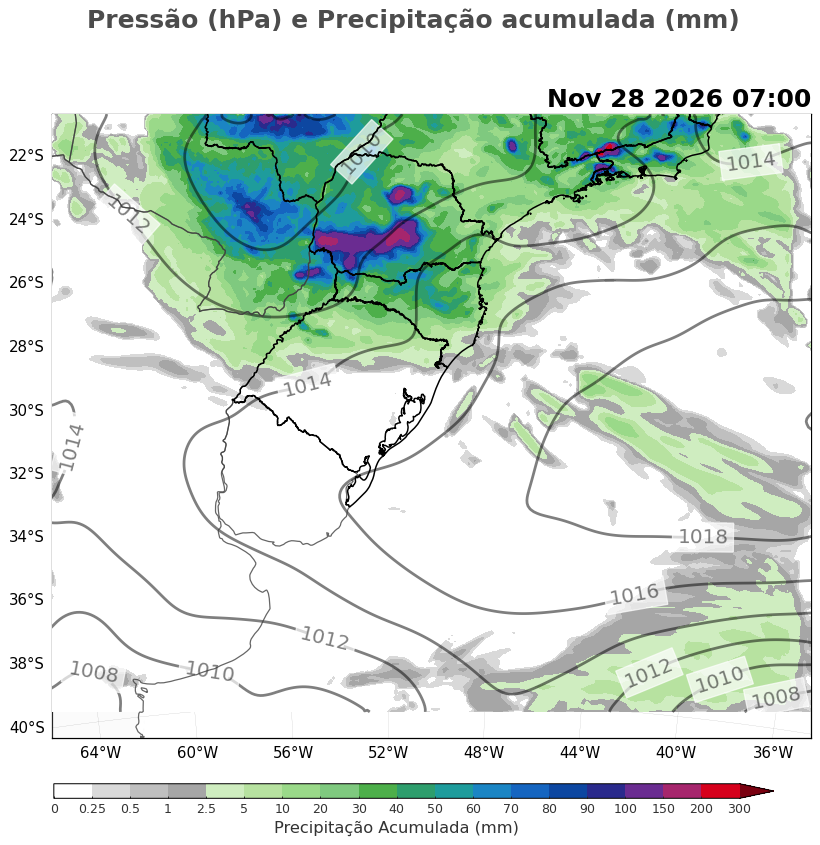 Pressão (hPa) e Precipitação acumulada (mm)
Nov 28 2026 07:00
22°S
24°S
26°S
28°S
30°S
32°S
34°S
36°S
38°S
40°S
1010
1014
1012
1014
1014
1018
1016
1012
1012
1010
1008
1010
1008
64°W 60°W 56°W 52°W 48°W 44°W 40°W 36°W
0 0.25 0.5 1 2.5 5 10 20 30 40 50 60 70 80 90 100 150 200 300
Precipitação Acumulada (mm)